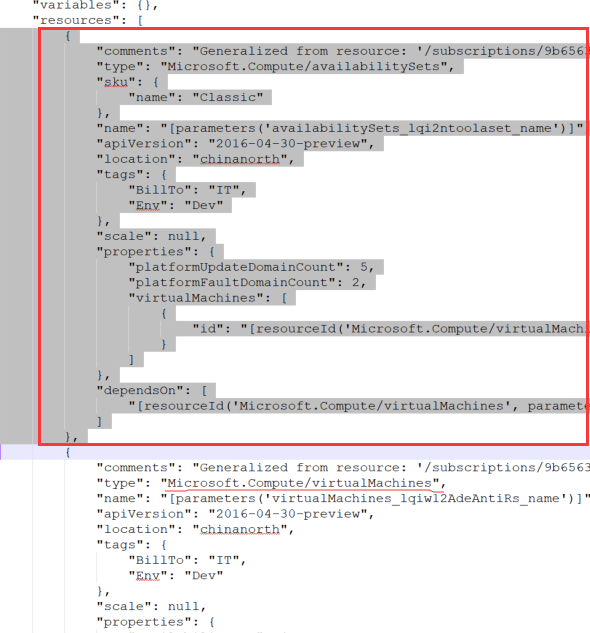 "variables": {},
"resources": [
{
"comments": "Generalized from resource: '/subscriptions/9b6563
"type": "Microsoft.Compute/availabilitySets",
"sku": {
"name": "Classic"
},
"name": "[parameters('availabilitySets_lqi2ntoolaset_name')]"
"apiVersion": "2016-04-30-preview",
"location": "chinanorth",
"tags": {
"BillTo": "IT",
"Env": "Dev"
},
"scale": null,
"properties": {
"platformUpdateDomainCount": 5,
"platformFaultDomainCount": 2,
"virtualMachines": [
{
"id": "[resourceId('Microsoft.Compute/virtualMachi
}
]
},
"dependsOn": [
"[resourceId('Microsoft.Compute/virtualMachines', paramete
]
},
{
"comments": "Generalized from resource: '/subscriptions/9b6563
"type": "Microsoft.Compute/virtualMachines",
"name": "[parameters('virtualMachines_lqiwl2AdeAntiRs_name')]"
"apiVersion": "2016-04-30-preview",
"location": "chinanorth",
"tags": {
"BillTo": "IT",
"Env": "Dev"
},
"scale": null,
"properties": {